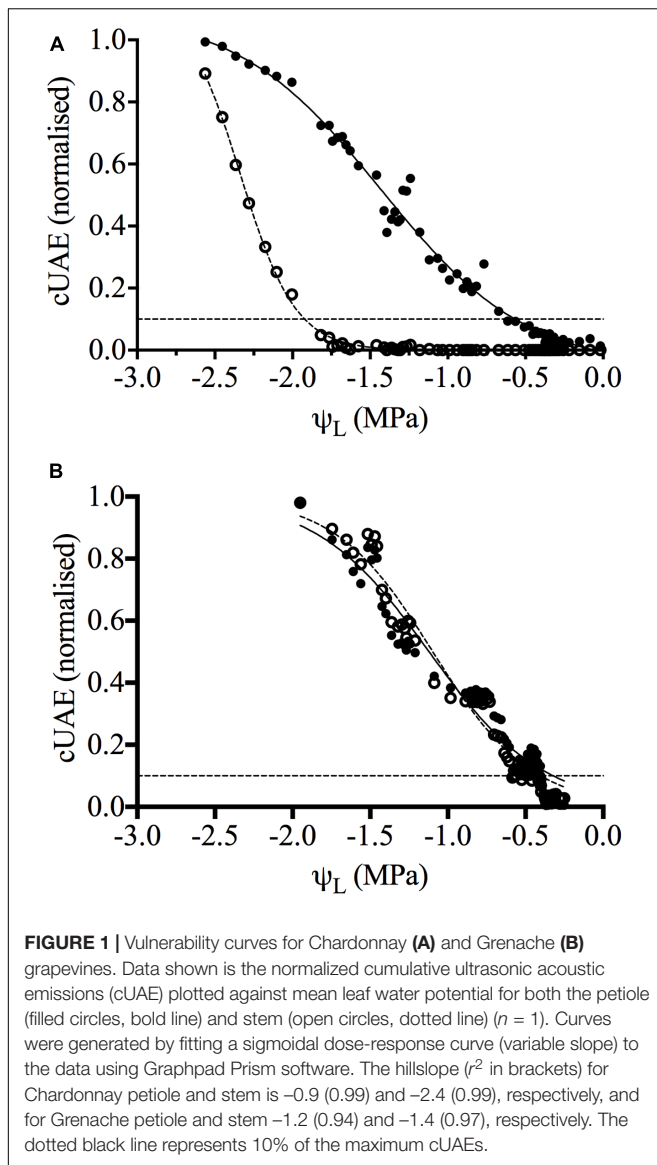 A
1.0
0.8
0.6
0.4
0.2
0.0
cUAE (normalised)
-3.0 -2.5 -2.0 -1.5 -1.0 -0.5 0.0
ψL (MPa)
B
1.0
0.8
0.6
0.4
0.2
0.0
cUAE (normalised)
-3.0 -2.5 -2.0 -1.5 -1.0 -0.5 0.0
ψL (MPa)
FIGURE 1 | Vulnerability curves for Chardonnay (A) and Grenache (B)
grapevines. Data shown is the normalized cumulative ultrasonic acoustic
emissions (cUAE) plotted against mean leaf water potential for both the petiole
(filled circles, bold line) and stem (open circles, dotted line) (n = 1). Curves
were generated by fitting a sigmoidal dose-response curve (variable slope) to
the data using Graphpad Prism software. The hillslope (r² in brackets) for
Chardonnay petiole and stem is –0.9 (0.99) and –2.4 (0.99), respectively, and
for Grenache petiole and stem –1.2 (0.94) and –1.4 (0.97), respectively. The
dotted black line represents 10% of the maximum cUAEs.